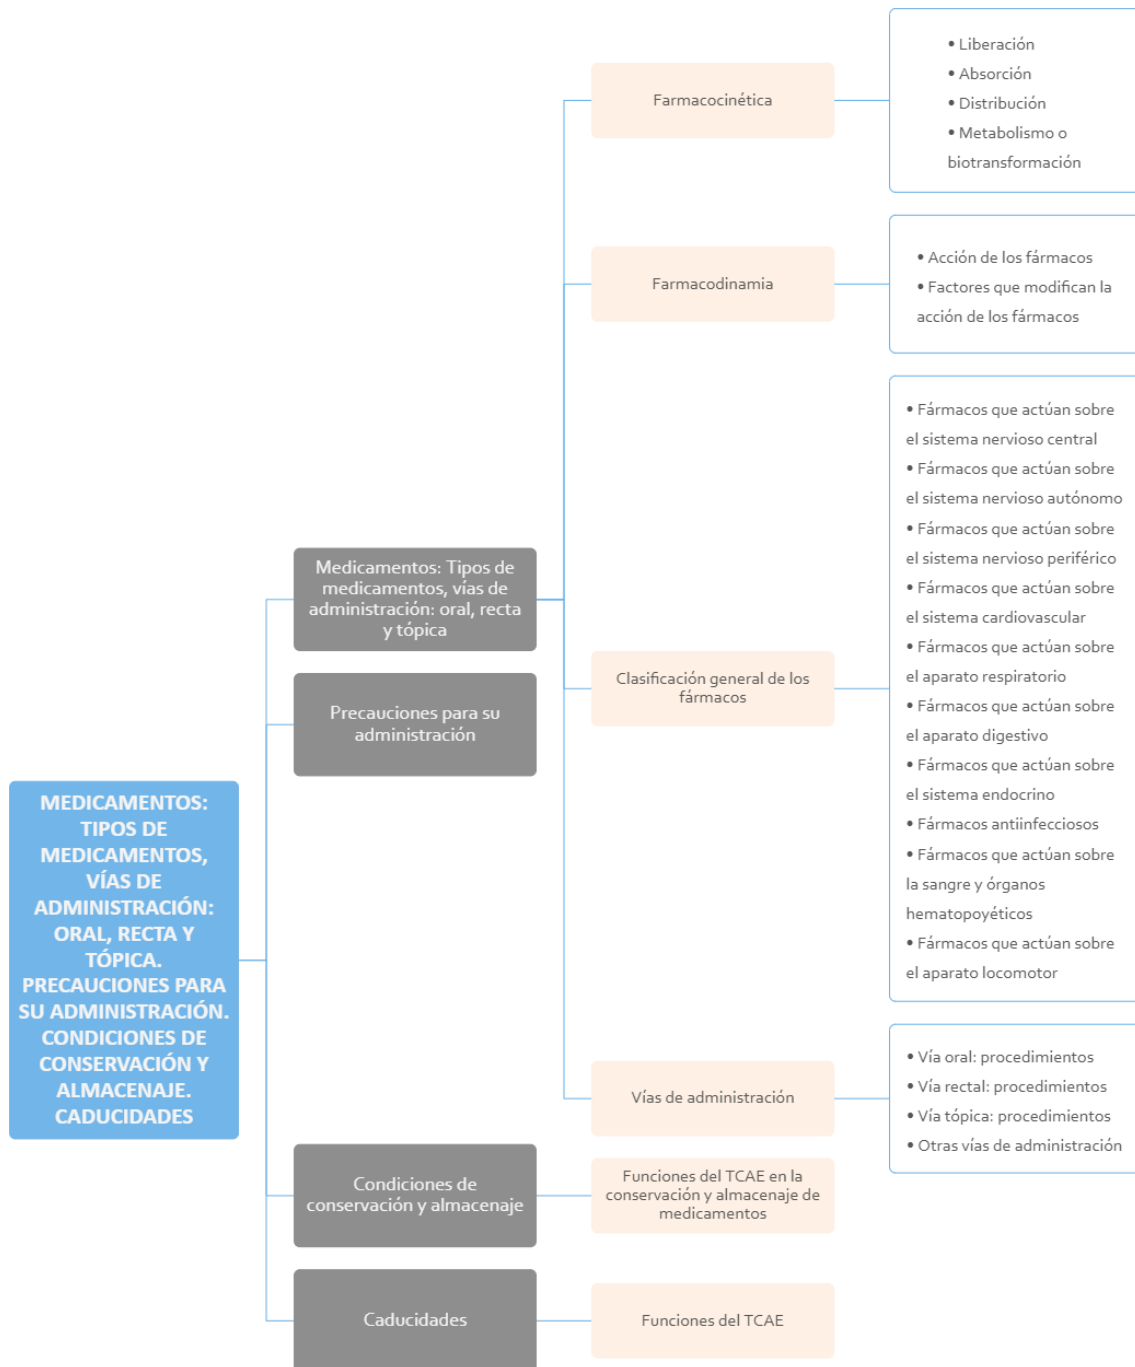 MEDICAMENTOS:
TIPOS DE
MEDICAMENTOS,
VÍAS DE
ADMINISTRACIÓN:
ORAL, RECTA Y
TÓPICA.
PRECAUCIONES PARA
SU ADMINISTRACIÓN.
CONDICIONES DE
CONSERVACIÓN Y
ALMACENAJE.
CADUCIDADES
Medicamentos: Tipos de
medicamentos, vías de
administración: oral, recta
y tópica
Farmacocinética
• Liberación
• Absorción
• Distribución
• Metabolismo o
biotransformación
Farmacodinamia
• Acción de los fármacos
• Factores que modifican la
acción de los fármacos
Clasificación general de los
fármacos
• Fármacos que actúan sobre
el sistema nervioso central
• Fármacos que actúan sobre
el sistema nervioso autónomo
• Fármacos que actúan sobre
el sistema nervioso periférico
• Fármacos que actúan sobre
el sistema cardiovascular
• Fármacos que actúan sobre
el aparato respiratorio
• Fármacos que actúan sobre
el aparato digestivo
• Fármacos que actúan sobre
el sistema endocrino
• Fármacos antiinfecciosos
• Fármacos que actúan sobre
la sangre y órganos
hematopoyéticos
• Fármacos que actúan sobre
el aparato locomotor
Vías de administración
• Vía oral: procedimientos
• Vía rectal: procedimientos
• Vía tópica: procedimientos
• Otras vías de administración
Precauciones para su
administración
Condiciones de
conservación y almacenaje
Funciones del TCAE en la
conservación y almacenaje de
medicamentos
Caducidades
Funciones del TCAE